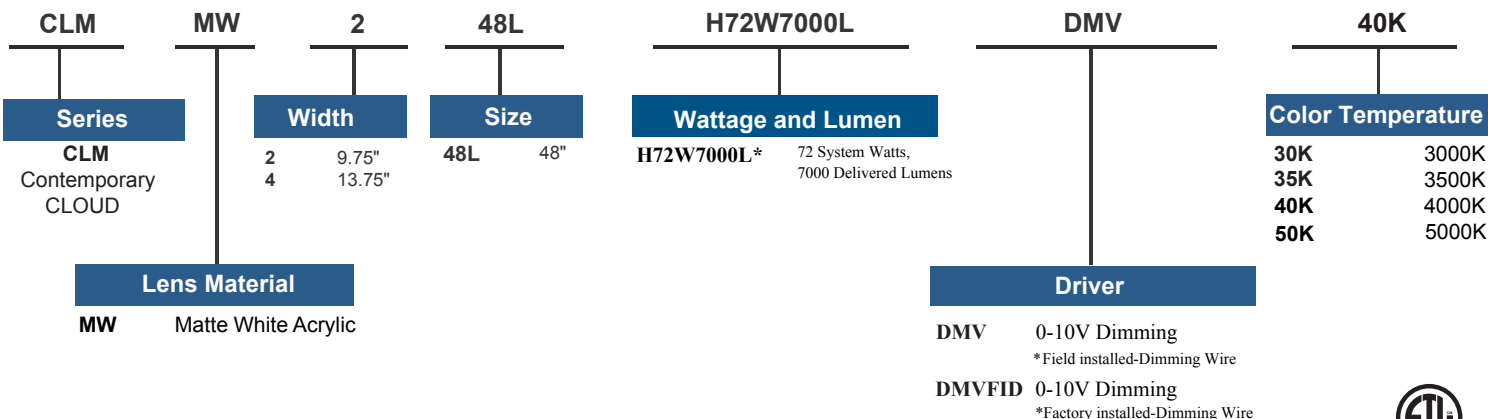 CLM MW 2 48L H72W7000L DMV 40K
Series Width Size Wattage and Lumen Color Temperature
CLM
Contemporary
CLOUD
2 9.75"
4 13.75"
48L 48"
H72W7000L* 72 System Watts,
7000 Delivered Lumens
30K 3000K
35K 3500K
40K 4000K
50K 5000K
Lens Material
MW Matte White Acrylic
Driver
DMV 0-10V Dimming
*Field installed-Dimming Wire
DMVFID 0-10V Dimming
*Factory installed-Dimming Wire
ETL